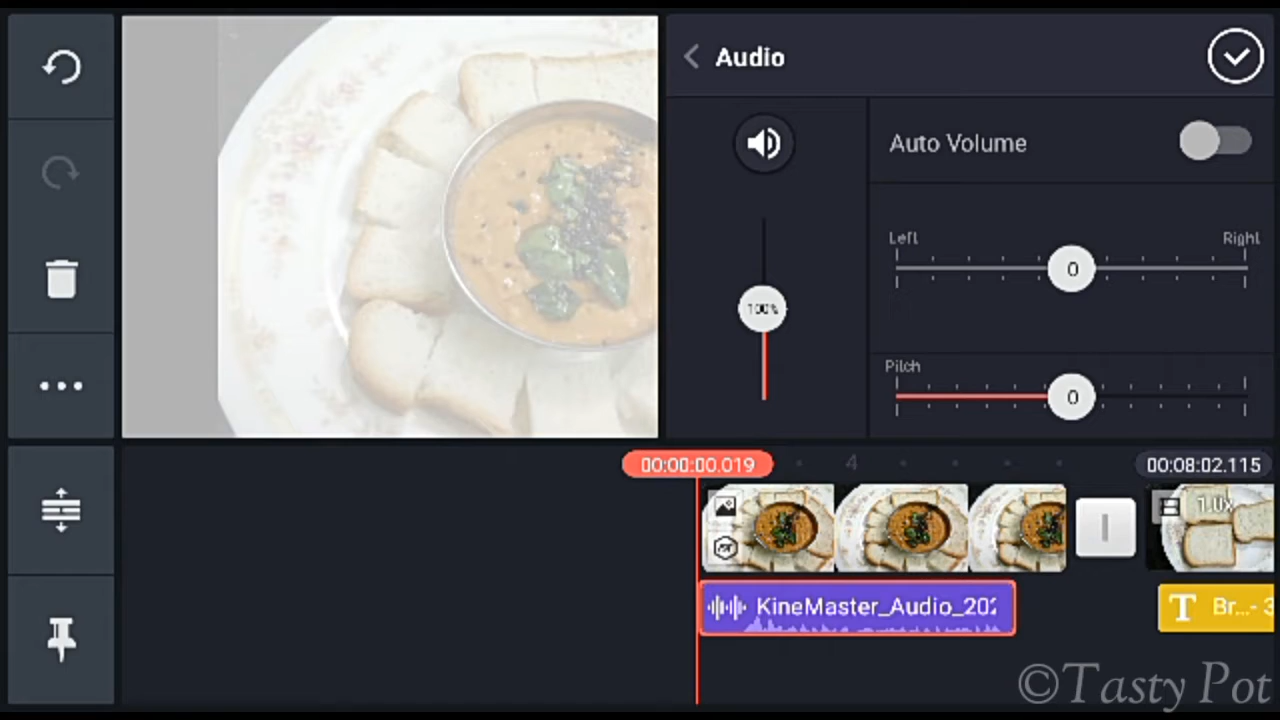 Audio
Auto Volume
Left
Right
0
100%
Pitch
0
00:00:00.019
4
00:08:02.115
1.0x
KineMaster_Audio_202
T Br...- 3
©Tasty Pot